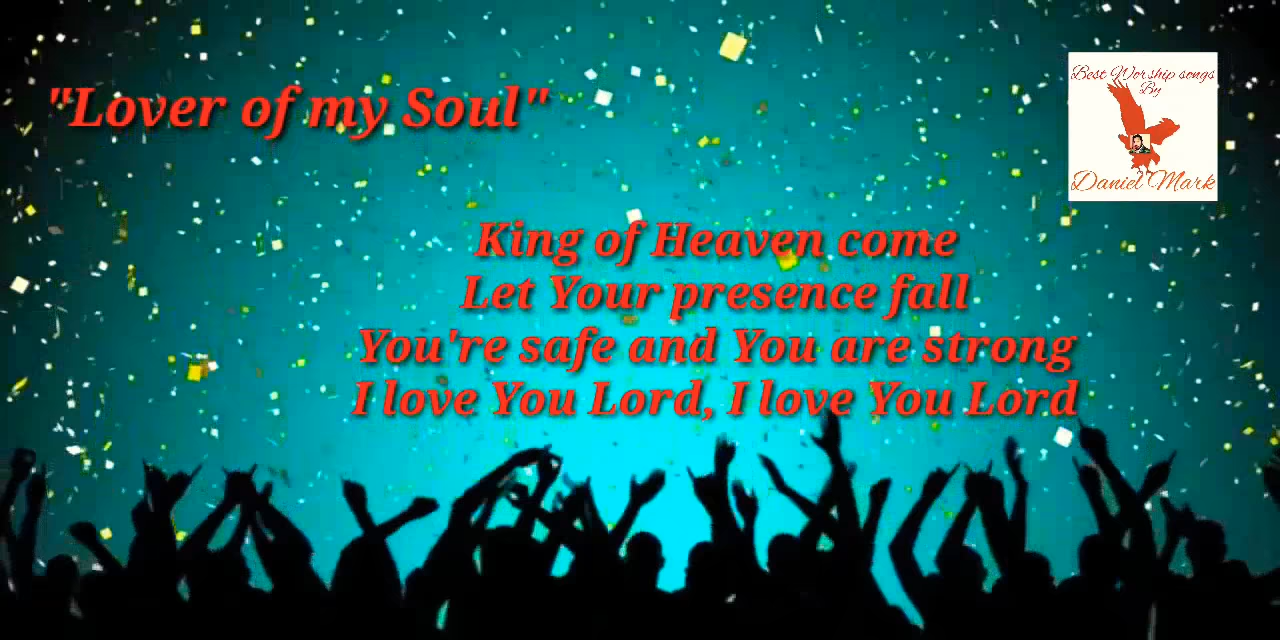 "Lover of my Soul"
Best Worship songs
By
Daniel Mark
King of Heaven come
Let Your presence fall
You're safe and You are strong
I love You Lord, I love You Lord